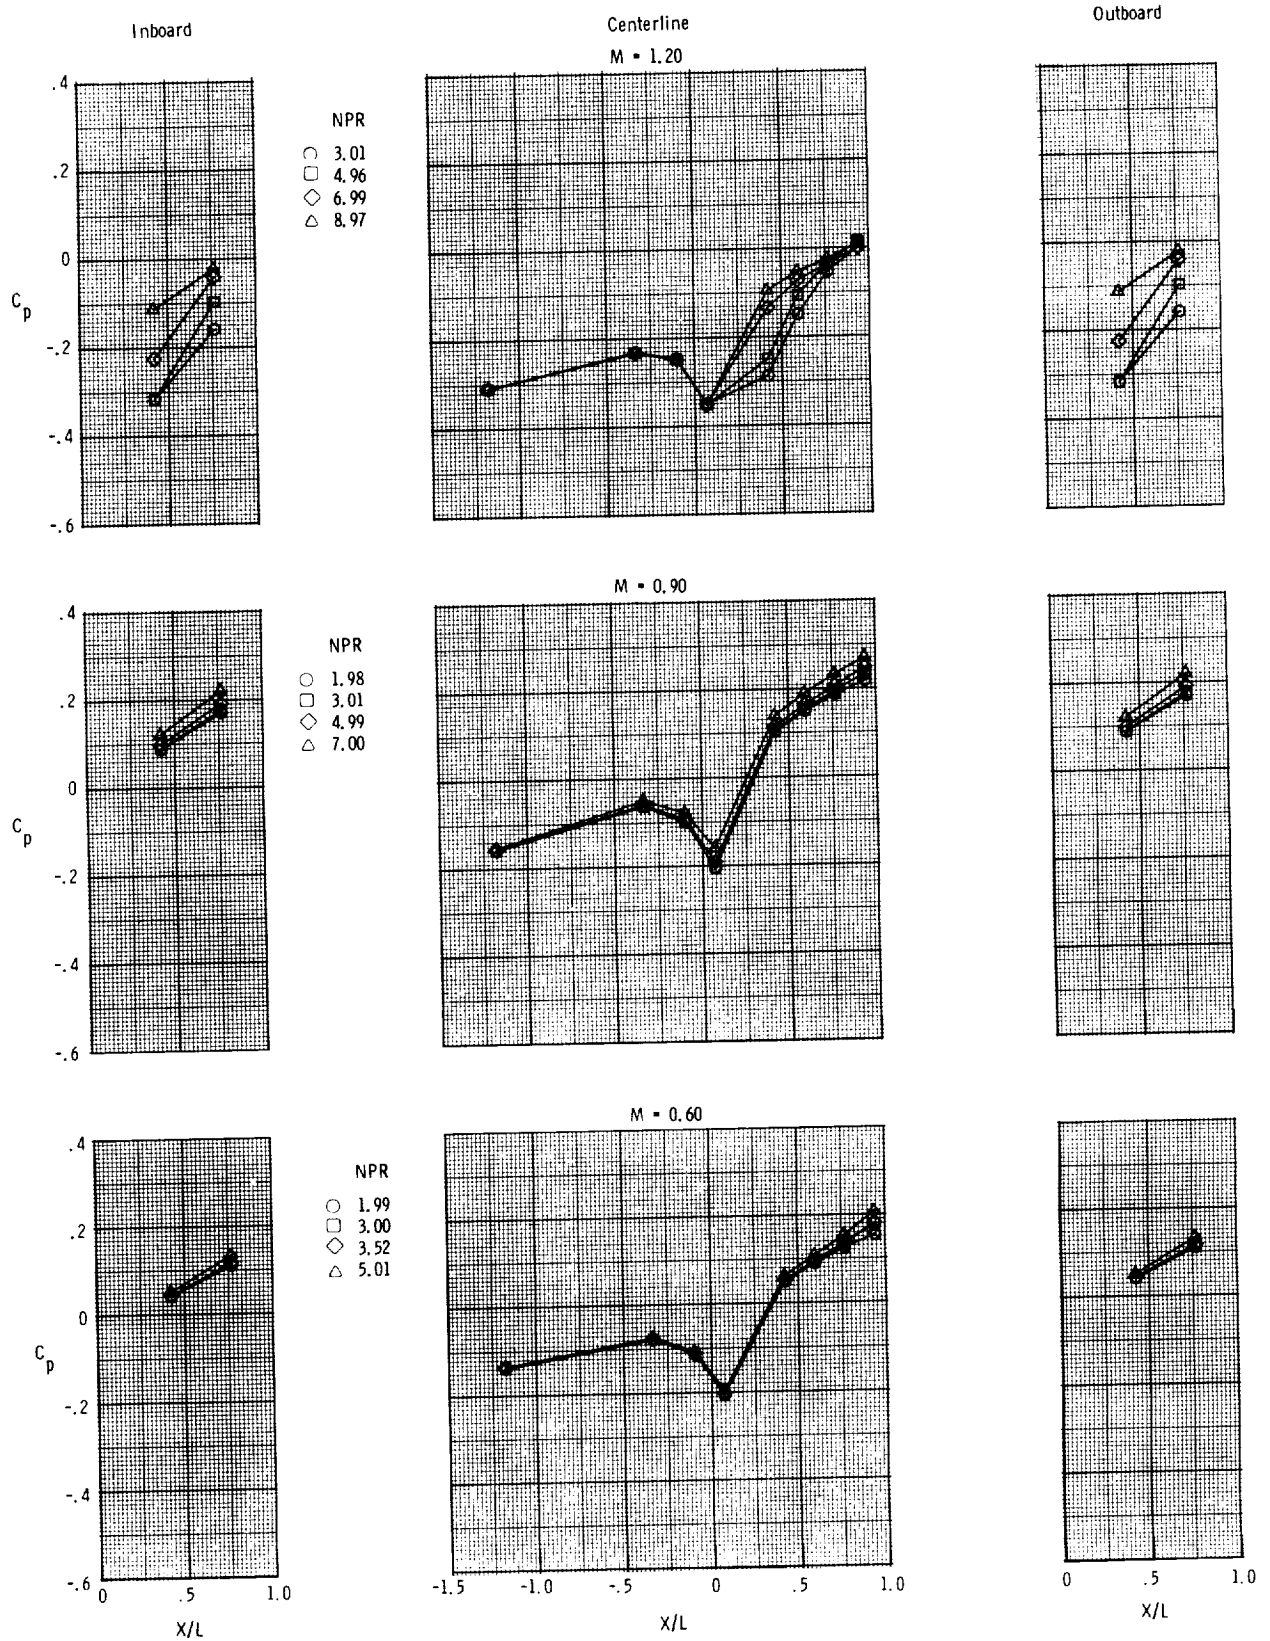 Inboard
Centerline
Outboard
M = 1.20
.4
.2
0
-.2
-.4
-.6
Cp
NPR
3.01
4.96
6.99
8.97
M = 0.90
.4
.2
0
-.2
-.4
-.6
Cp
NPR
1.98
3.01
4.99
7.00
M = 0.60
.4
.2
0
-.2
-.4
-.6
Cp
NPR
1.99
3.00
3.52
5.01
0 .5 1.0
-1.5 -1.0 -.5 0 .5 1.0
0 .5 1.0
X/L
X/L
X/L